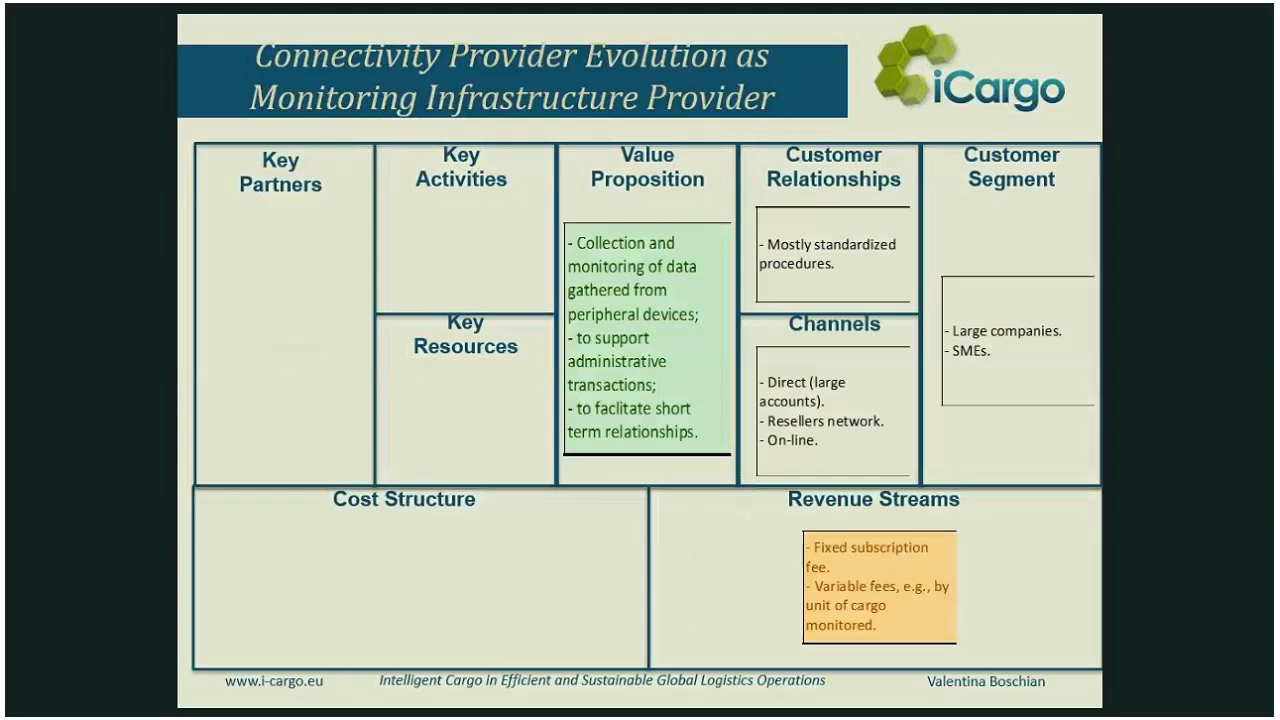 Connectivity Provider Evolution as
Monitoring Infrastructure Provider
iCargo
Key
Partners
Key
Activities
Key
Resources
Value
Proposition
- Collection and
monitoring of data
gathered from
peripheral devices;
- to support
administrative
transactions;
- to faclitate short
term relationships.
Customer
Relationships
- Mostly standardized
procedures.
Channels
- Direct (large
accounts).
- Resellers network.
- On-line.
Customer
Segment
- Large companies.
- SMEs.
Cost Structure
Revenue Streams
- Fixed subscription
fee.
- Variable fees, e.g., by
unit of cargo
monitored.
www.i-cargo.eu
Intelligent Cargo in Efficient and Sustainable Global Logistics Operations
Valentina Boschian